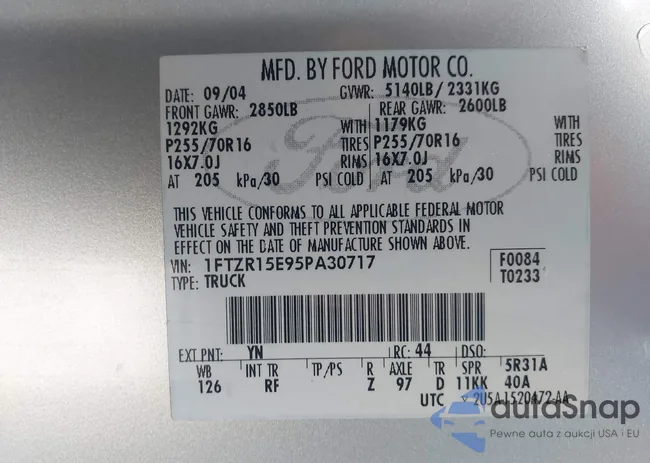 MFD. BY FORD MOTOR CO.
DATE: 09/04 GVWR: 5140LB/ 2331KG
FRONT GAWR: 2850LB REAR GAWR: 2600LB
1292KG WITH 1179KG WITH
P255/70R16 TIRES P255/70R16 TIRES
16X7.0J RIMS 16X7.0J RIMS
AT 205 kPa/30 PSI COLD AT 205 kPa/30 PSI COLD
Ford
THIS VEHICLE CONFORMS TO ALL APPLICABLE FEDERAL MOTOR
VEHICLE SAFETY AND THEFT PREVENTION STANDARDS IN
EFFECT ON THE DATE OF MANUFACTURE SHOWN ABOVE.
VIN: 1FTZR15E95PA30717 F0084
TYPE: TRUCK T0233
EXT PNT: YN RC: 44 DSO:
WB INT TR TP/PS R AXLE TR SPR 5R31A
126 RF Z 97 D 11KK 40A
UTC 2U5A-1520472-AA
autoSnap
Pewne auta z aukcji USA i EU